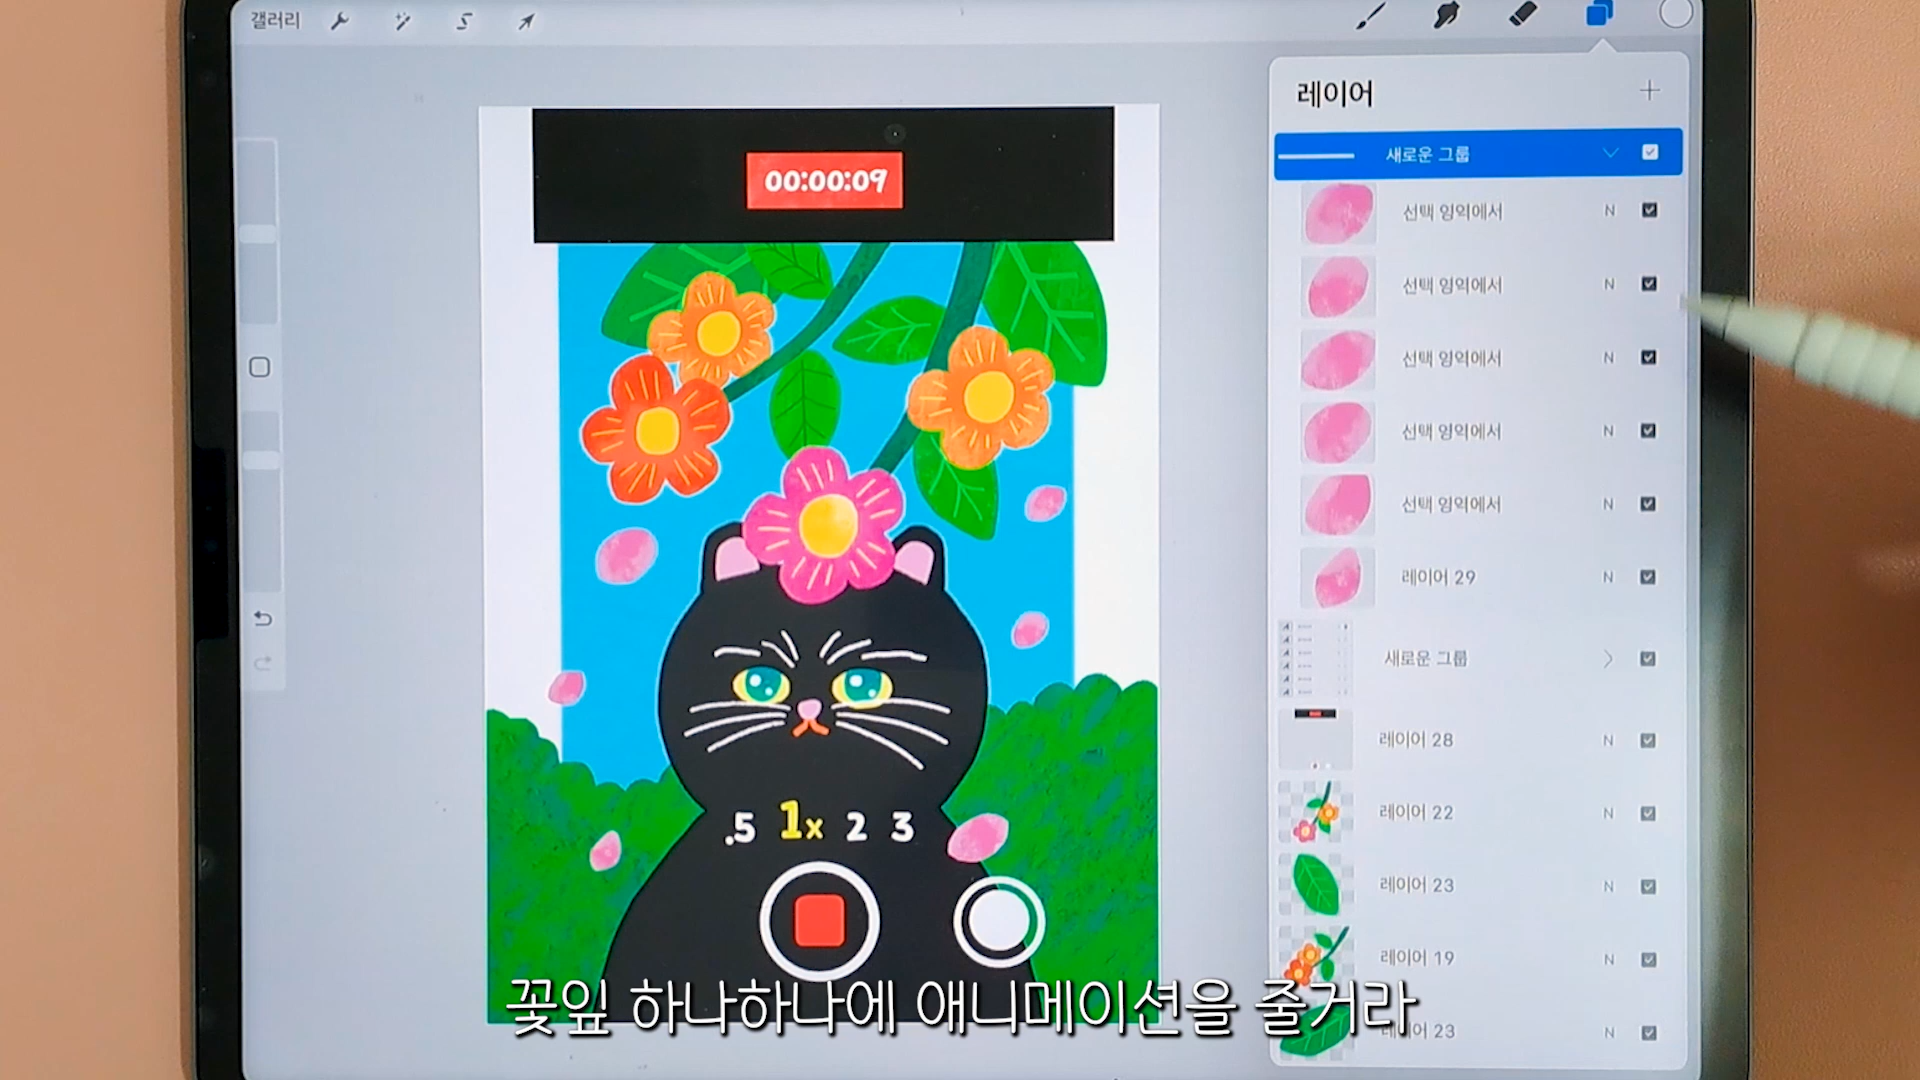 갤러리
레이어
새로운 그룹
선택 영역에서 N
선택 영역에서 N
선택 영역에서 N
선택 영역에서 N
선택 영역에서 N
레이어 29 N
새로운 그룹
레이어 28 N
레이어 22 N
레이어 23 N
레이어 19 N
23 N
00:00:09
.5 1x 2 3
꽃잎 하나하나에 애니메이션을 줄거라